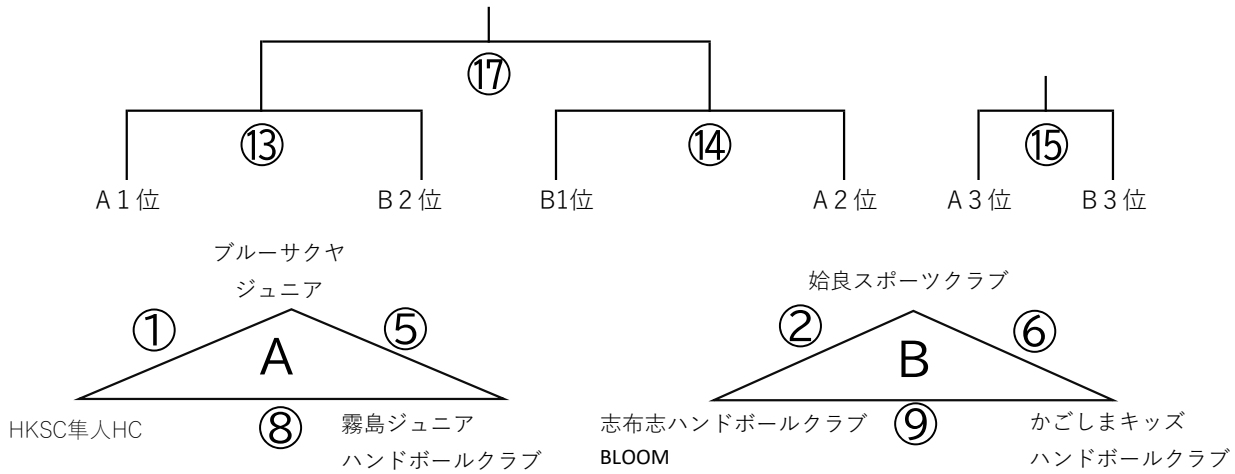 ⑰
⑬
⑭
⑮
A１位
B２位
B1位
A２位
A３位
B３位
ブルーサクヤ
ジュニア
姶良スポーツクラブ
①
⑤
②
⑥
A
B
HKSC隼人HC
⑧
霧島ジュニア
ハンドボールクラブ
志布志ハンドボールクラブ
BLOOM
⑨
かごしまキッズ
ハンドボールクラブ